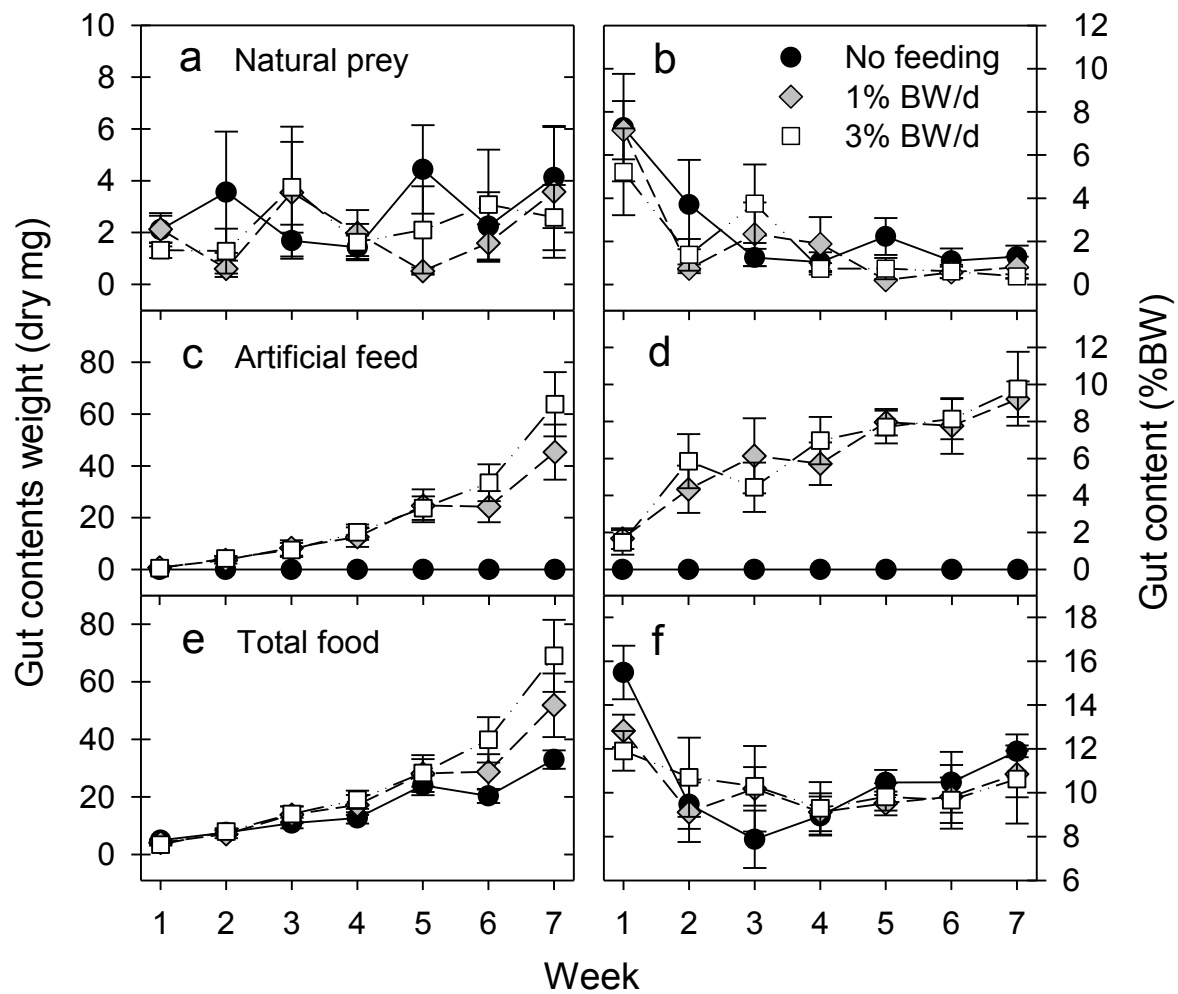 Gut contents weight (dry mg)
10
8
6
4
2
0
a Natural prey
b
No feeding
1% BW/d
3% BW/d
12
10
8
6
4
2
0
80
60
40
20
0
c Artificial feed
d
12
10
8
6
4
2
0
80
60
40
20
0
e Total food
f
18
16
14
12
10
8
6
Gut content (%BW)
1 2 3 4 5 6 7
1 2 3 4 5 6 7
Week